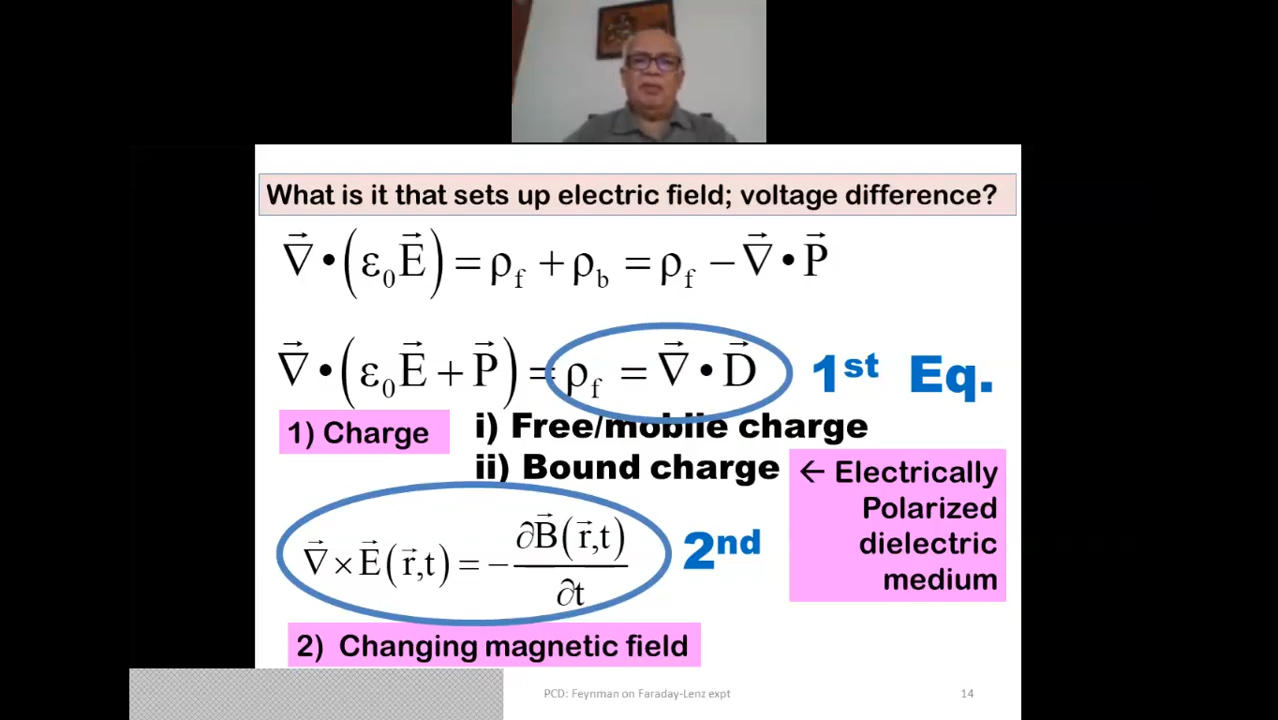 What is it that sets up electric field; voltage difference?
∇⃗ • (ε₀E⃗) = ρf + ρb = ρf − ∇⃗ • P⃗
∇⃗ • (ε₀E⃗ + P⃗) = ρf = ∇⃗ • D⃗
1st Eq.
1) Charge
i) Free/mobile charge
ii) Bound charge
← Electrically
Polarized
dielectric
medium
∇⃗ × E⃗(r⃗,t) = − ∂B⃗(r⃗,t) / ∂t
2nd
2) Changing magnetic field
PCD: Feynman on Faraday-Lenz expt
14